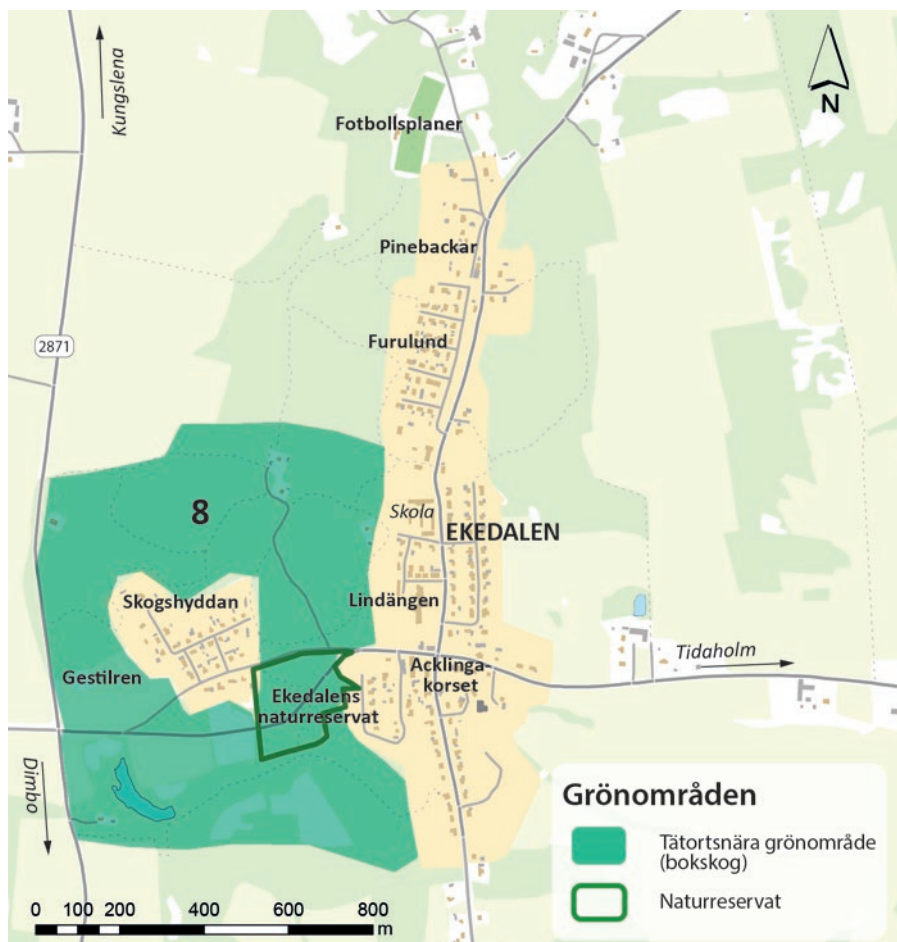 Kungslena
N
Fotbollsplaner
Pinebackar
2871
Furulund
8
Skola
EKEDALEN
Skogshyddan
Lindängen
Gestilren
Ekedalens
naturreservat
Acklinga-
korset
Tidaholm
Dimbo
Grönområden
Tätortsnära grönområde
(bokskog)
Naturreservat
0 100 200 400 600 800
m